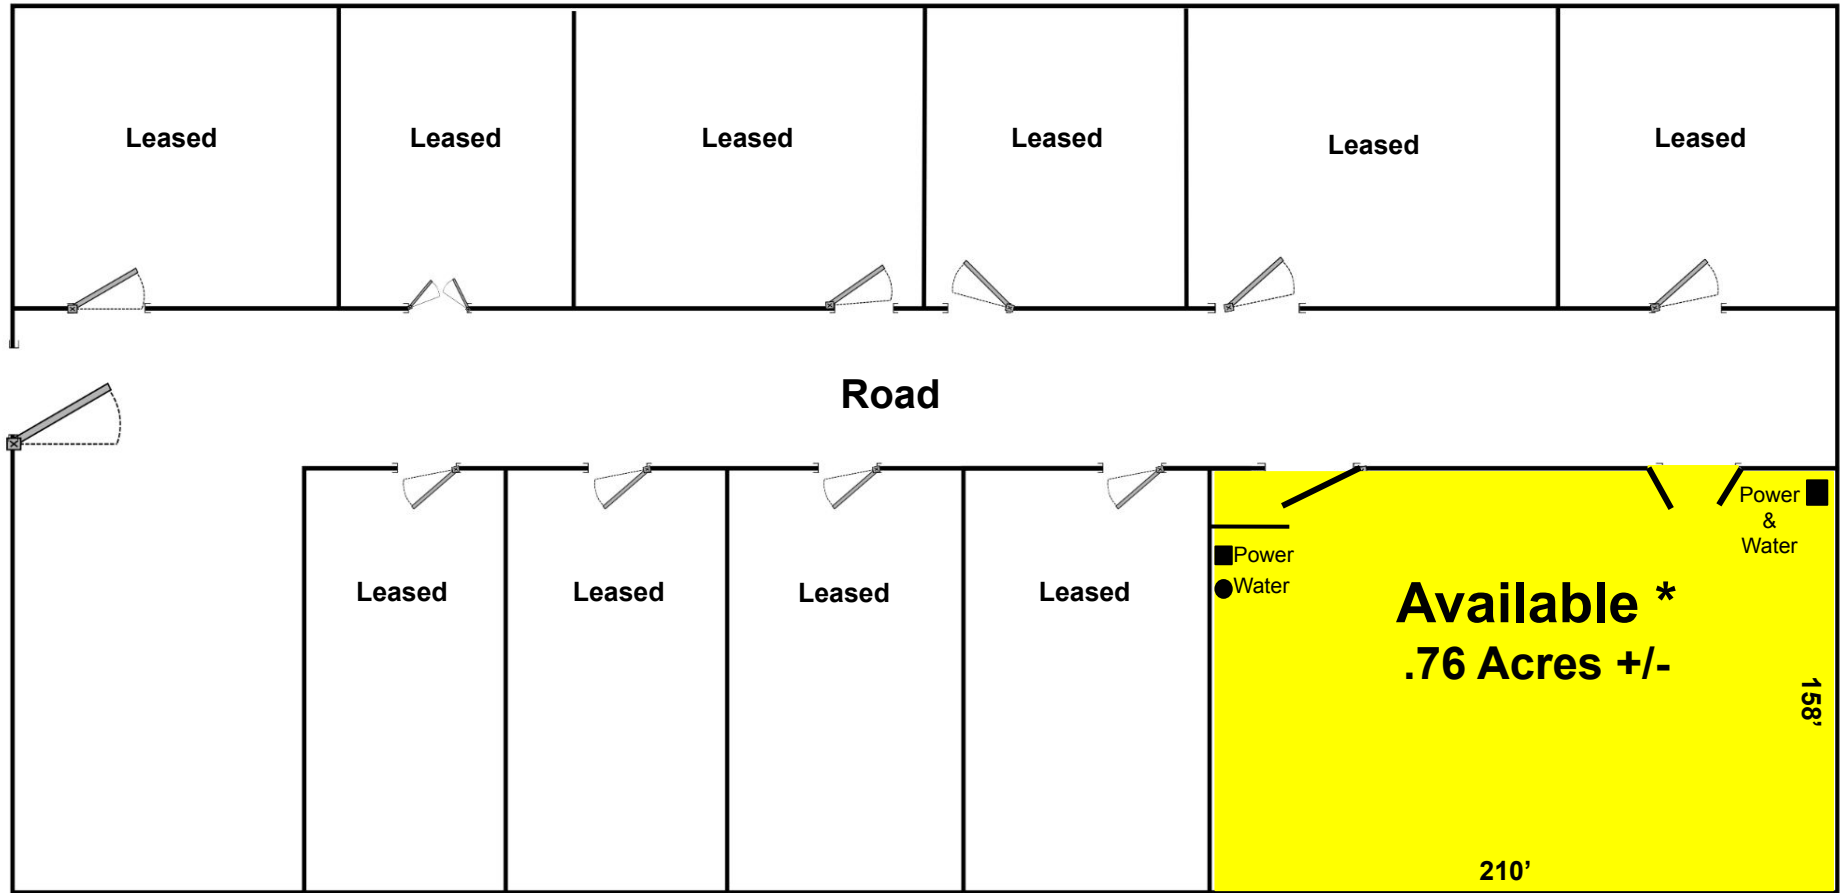 Leased
Leased
Leased
Leased
Leased
Leased
Road
Leased
Leased
Leased
Leased
Power
Water
Power
&
Water
Available *
.76 Acres +/-
158’
210’